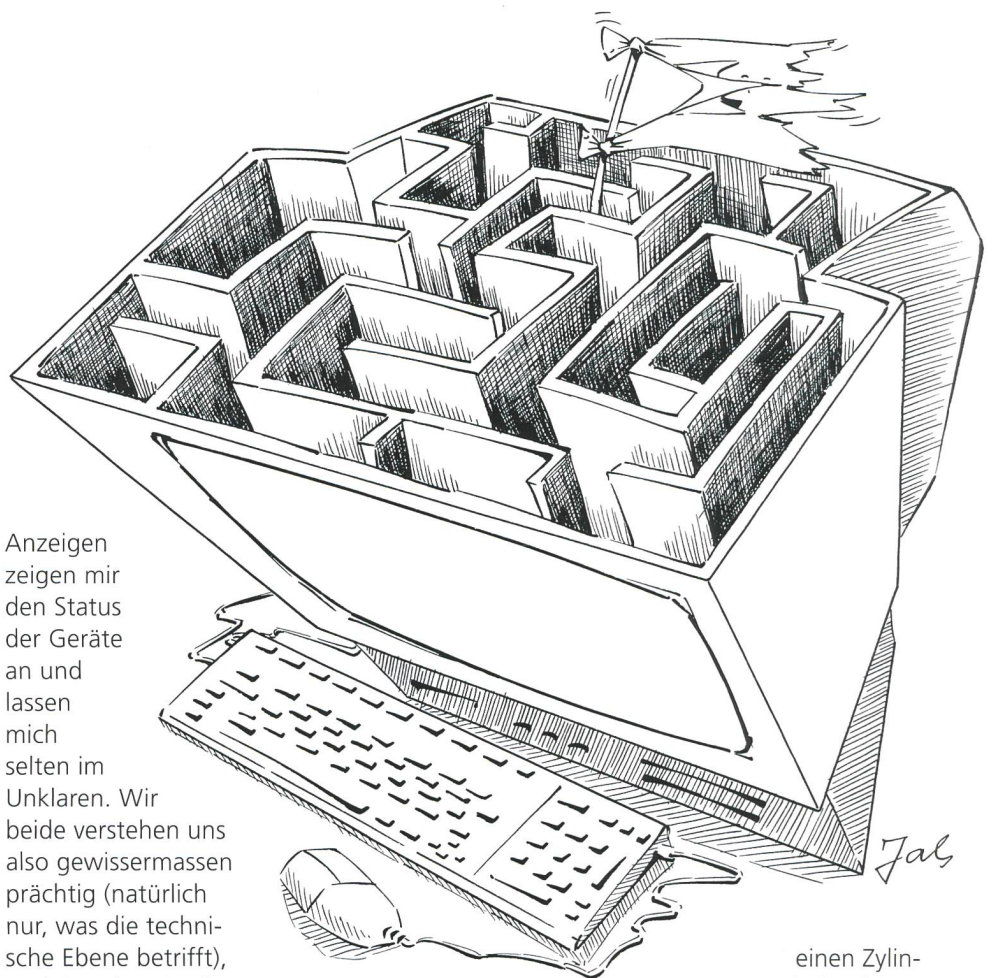 Anzeigen
zeigen mir
den Status
der Geräte
an und
lassen
mich
selten im
Unklaren. Wir
beide verstehen uns
also gewissermassen
prächtig (natürlich
nur, was die techni-
sche Ebene betrifft),
einen Zylin-